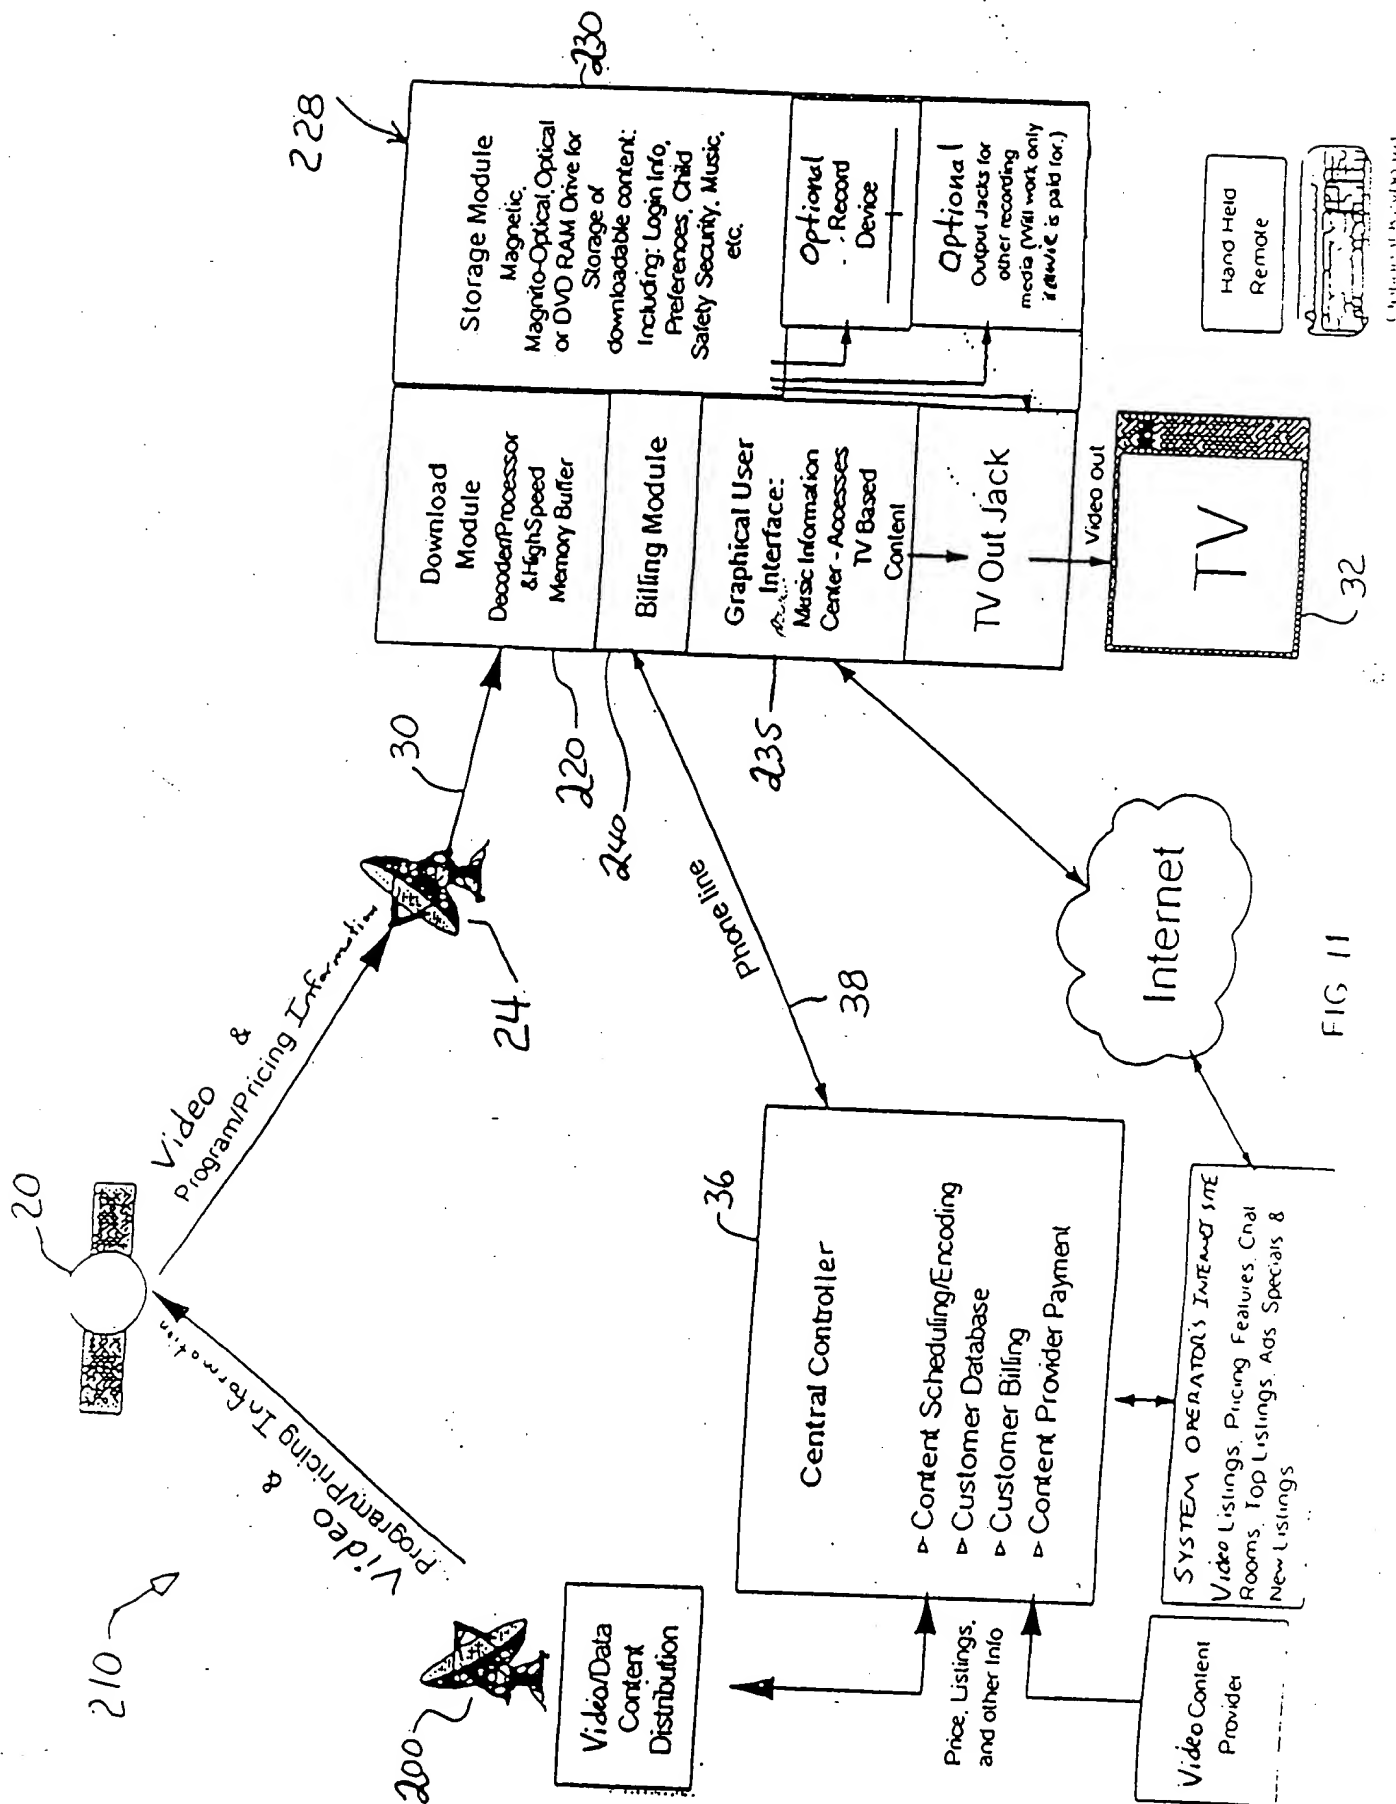 210
20
Video
&
Program/Pricing Information
Video
&
Program/Pricing Information
200
24
30
Video/Data
Content
Distribution
228
230
220
240
235
Download
Module
Decoder/Processor
& High Speed
Memory Buffer
Billing Module
Graphical User
Interface:
Music Information
Center - Accesses
TV Based
Content
TV Out Jack
Storage Module
Magnetic,
Magnito-Optical, Optical
or DVD RAM Drive for
Storage of
downloadable content:
Including: Login Info,
Preferences, Child
Safety Security, Music,
etc.
Optional
Record
Device
Optional
Output Jacks for
other recording
media (Will work only
is paid for.)
Video out
TV
32
Hand Held
Remote
Phone line
38
36
Central Controller
▹ Content Scheduling/Encoding
▹ Customer Database
▹ Customer Billing
▹ Content Provider Payment
Price, Listings,
and other Info
Video Content
Provider
SYSTEM OPERATOR'S INTERNET SITE
Video Listings, Pricing Features, Chat
Rooms, Top Listings, Ads Specials &
New Listings
Internet
FIG 11